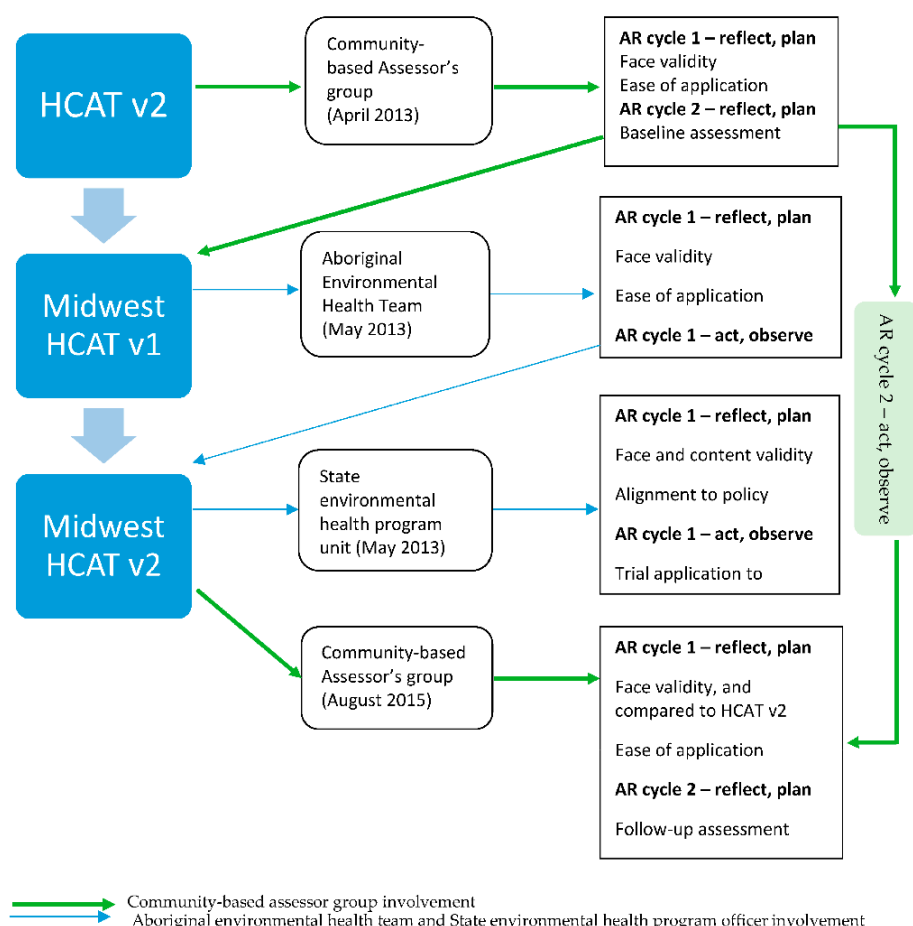 HCAT v2
Community-
based Assessor's
group
(April 2013)
AR cycle 1 – reflect, plan
Face validity
Ease of application
AR cycle 2 – reflect, plan
Baseline assessment
Midwest
HCAT v1
Aboriginal
Environmental
Health Team
(May 2013)
AR cycle 1 – reflect, plan
Face validity
Ease of application
AR cycle 1 – act, observe
AR cycle 2 – act, observe
Midwest
HCAT v2
State
environmental
health program
unit (May 2013)
AR cycle 1 – reflect, plan
Face and content validity
Alignment to policy
AR cycle 1 – act, observe
Trial application to
Community-based
Assessor's group
(August 2015)
AR cycle 1 – reflect, plan
Face validity, and
compared to HCAT v2
Ease of application
AR cycle 2 – reflect, plan
Follow-up assessment
Community-based assessor group involvement
Aboriginal environmental health team and State environmental health program officer involvement